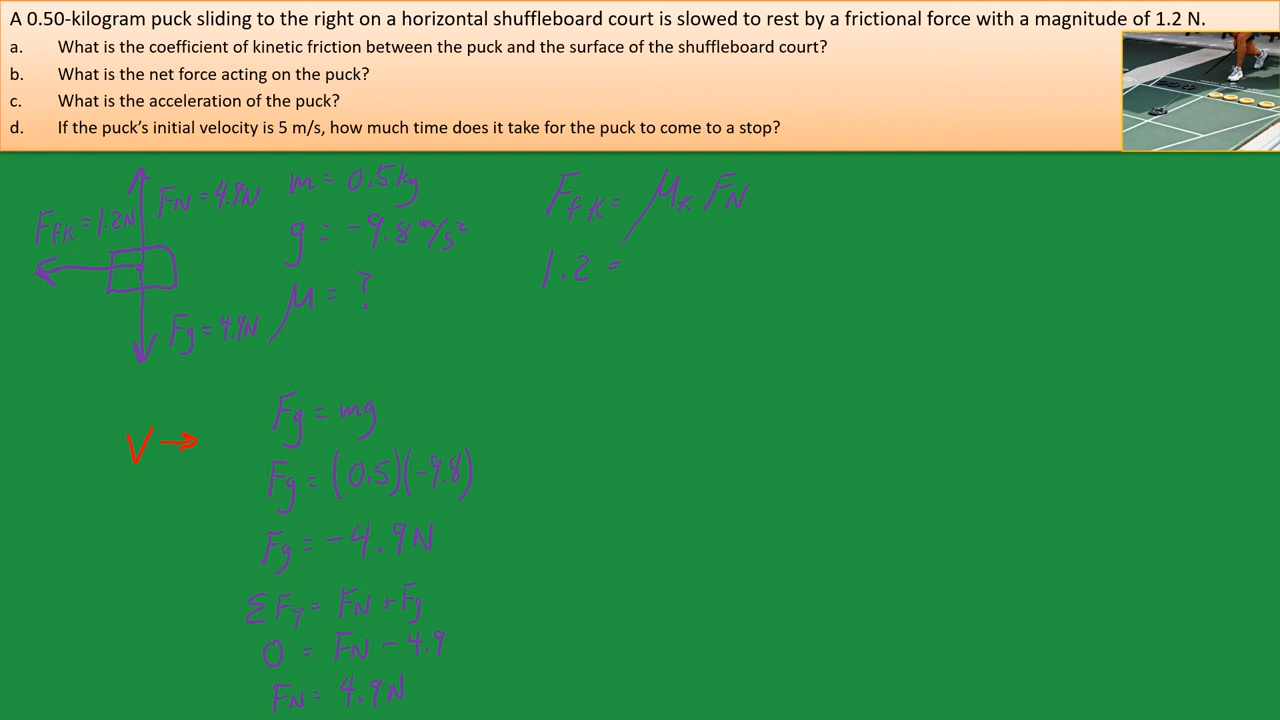 A 0.50-kilogram puck sliding to the right on a horizontal shuffleboard court is slowed to rest by a frictional force with a magnitude of 1.2 N.
a. What is the coefficient of kinetic friction between the puck and the surface of the shuffleboard court?
b. What is the net force acting on the puck?
c. What is the acceleration of the puck?
d. If the puck's initial velocity is 5 m/s, how much time does it take for the puck to come to a stop?
FfK = 1.2N
FN = 4.9N
Fg = 4.9N
m = 0.5kg
g = -9.8 m/s²
μ = ?
V →
Fg = mg
Fg = (0.5)(-9.8)
Fg = -4.9N
ΣFy = FN + Fg
0 = FN - 4.9
FN = 4.9N
FfK = μK FN
1.2 =